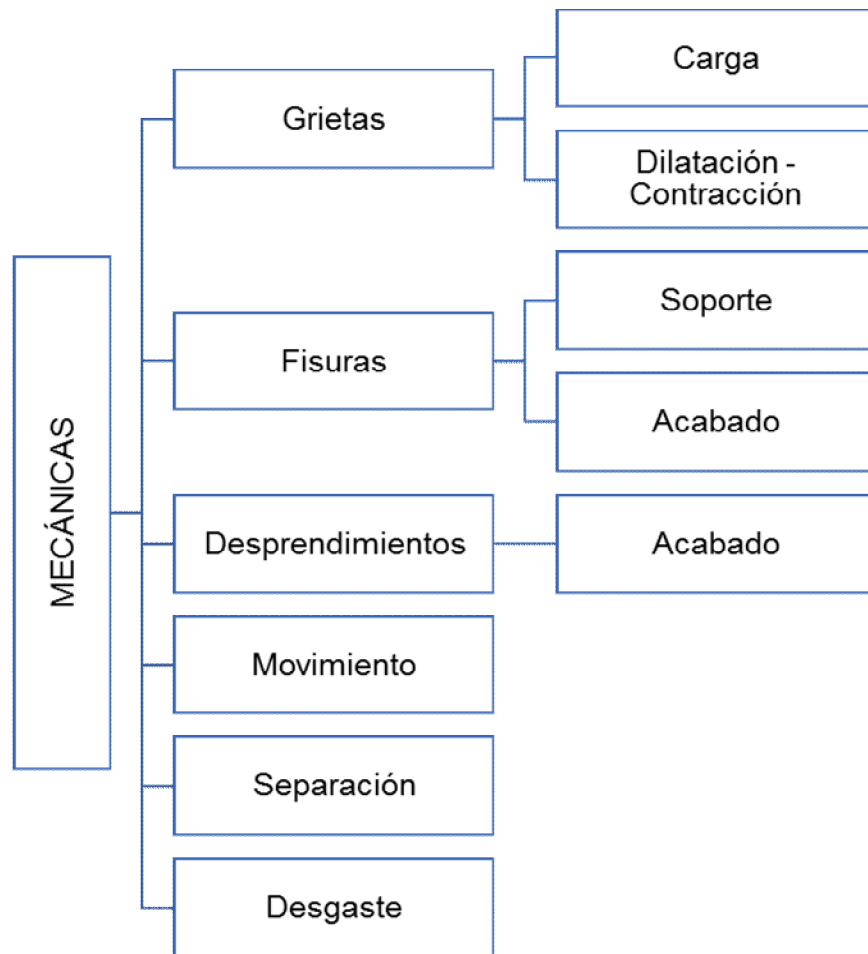 MECÁNICAS
Grietas
Carga
Dilatación -
Contracción
Fisuras
Soporte
Acabado
Desprendimientos
Acabado
Movimiento
Separación
Desgaste